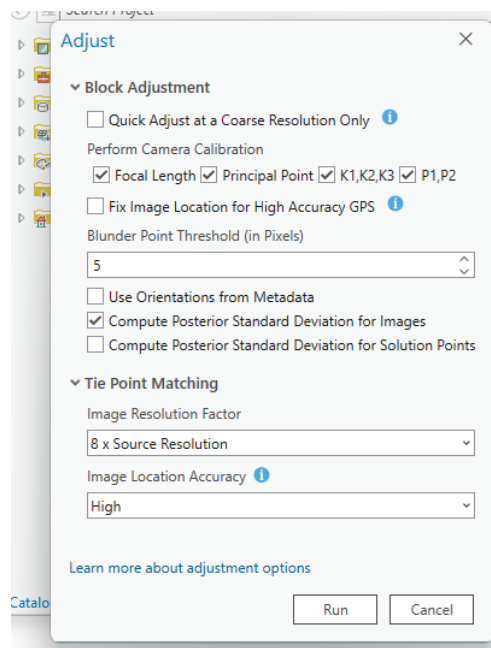 Search Project
Adjust
Block Adjustment
Quick Adjust at a Coarse Resolution Only
Perform Camera Calibration
Focal Length Principal Point K1,K2,K3 P1,P2
Fix Image Location for High Accuracy GPS
Blunder Point Threshold (in Pixels)
5
Use Orientations from Metadata
Compute Posterior Standard Deviation for Images
Compute Posterior Standard Deviation for Solution Points
Tie Point Matching
Image Resolution Factor
8 x Source Resolution
Image Location Accuracy
High
Learn more about adjustment options
Catalo
Run Cancel